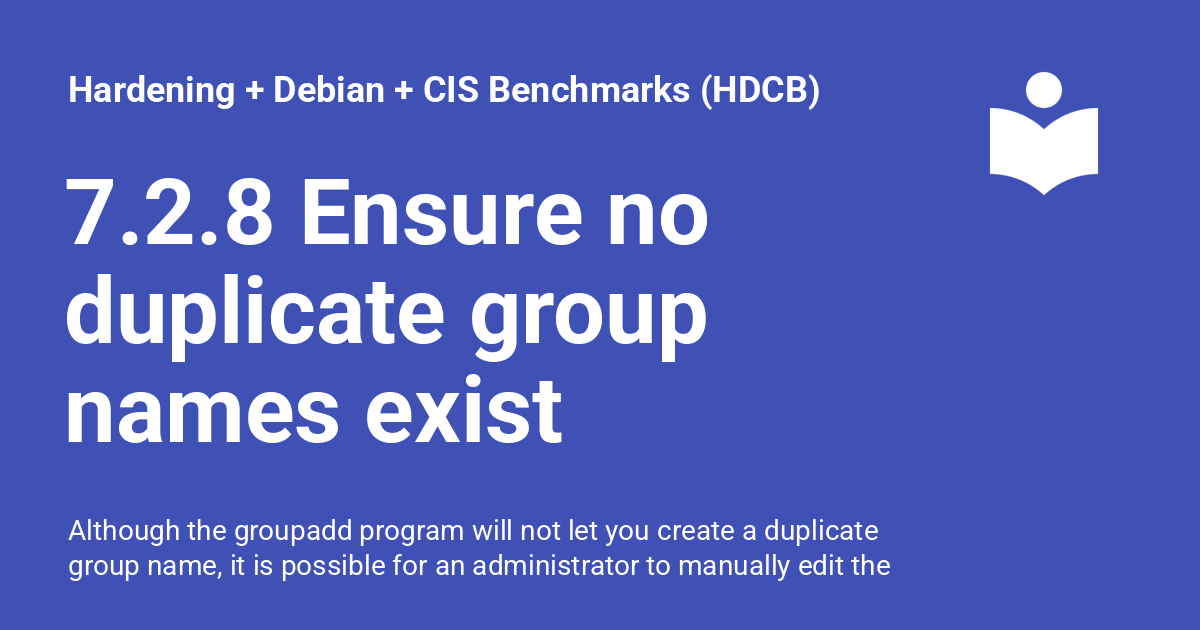 Hardening + Debian + CIS Benchmarks (HDCB)
7.2.8 Ensure no
duplicate group
names exist
Although the groupadd program will not let you create a duplicate
group name, it is possible for an administrator to manually edit the